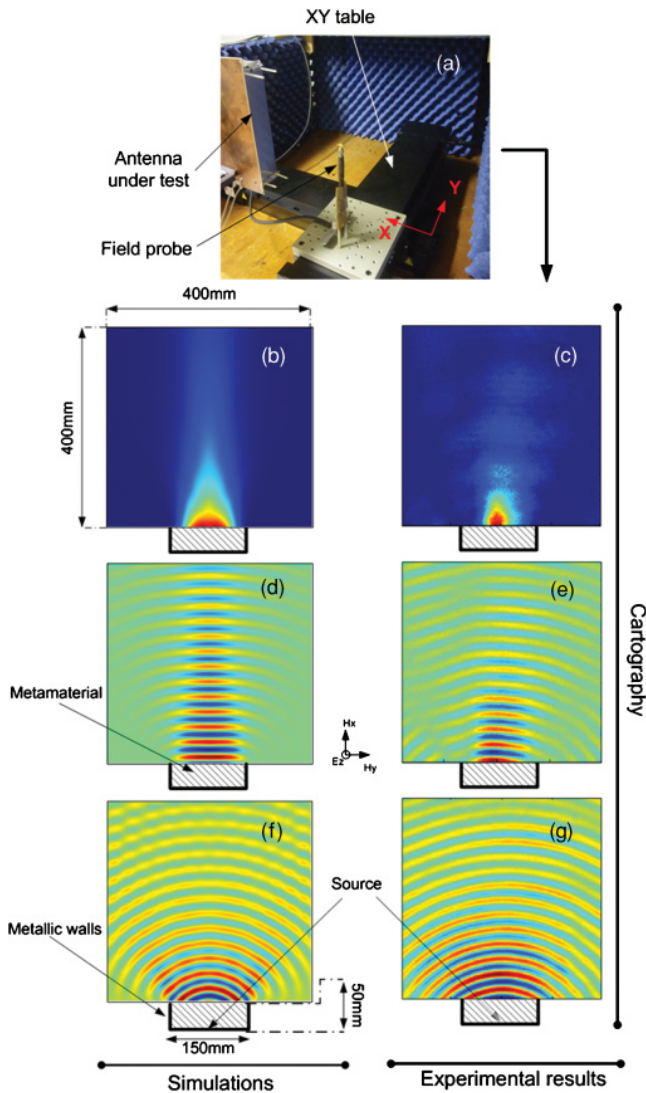 XY table
(a)
Antenna
under test
Field probe
Y
X
400mm
400mm
(b)
(c)
(d)
(e)
Metamaterial
Hx
Ez
Hy
Cartography
(f)
(g)
Source
Metallic walls
50mm
150mm
Simulations
Experimental results